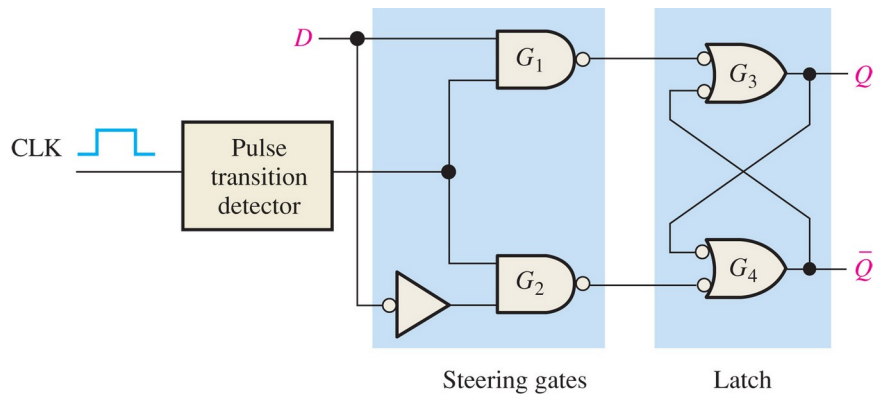 D
G₁
G₃
Q
CLK
Pulse
transition
detector
G₂
G₄
Q̄
Steering gates
Latch